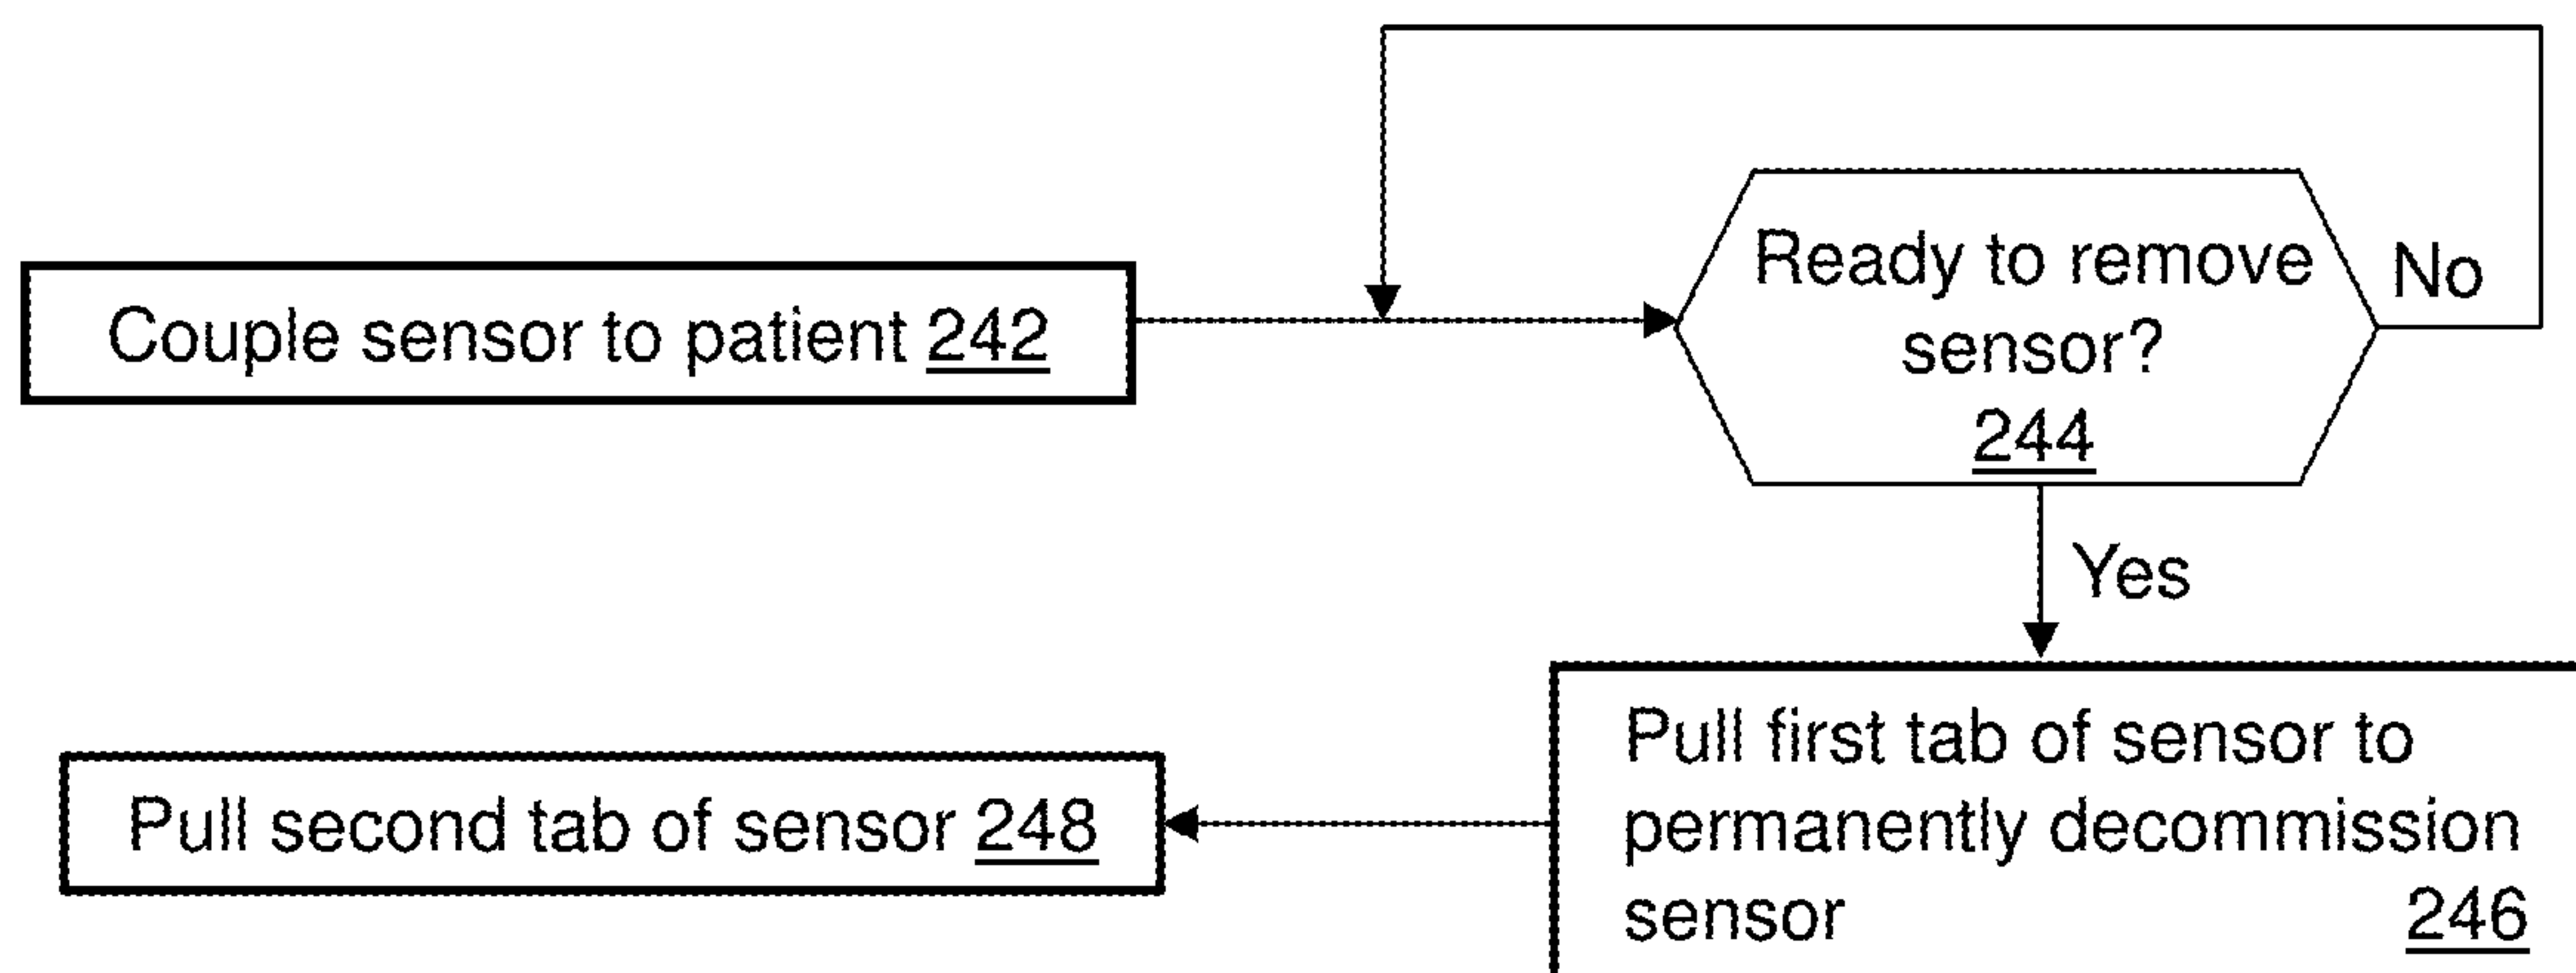 Couple sensor to patient 242
Ready to remove
sensor?
244
No
Yes
Pull first tab of sensor to
permanently decommission
sensor 246
Pull second tab of sensor 248